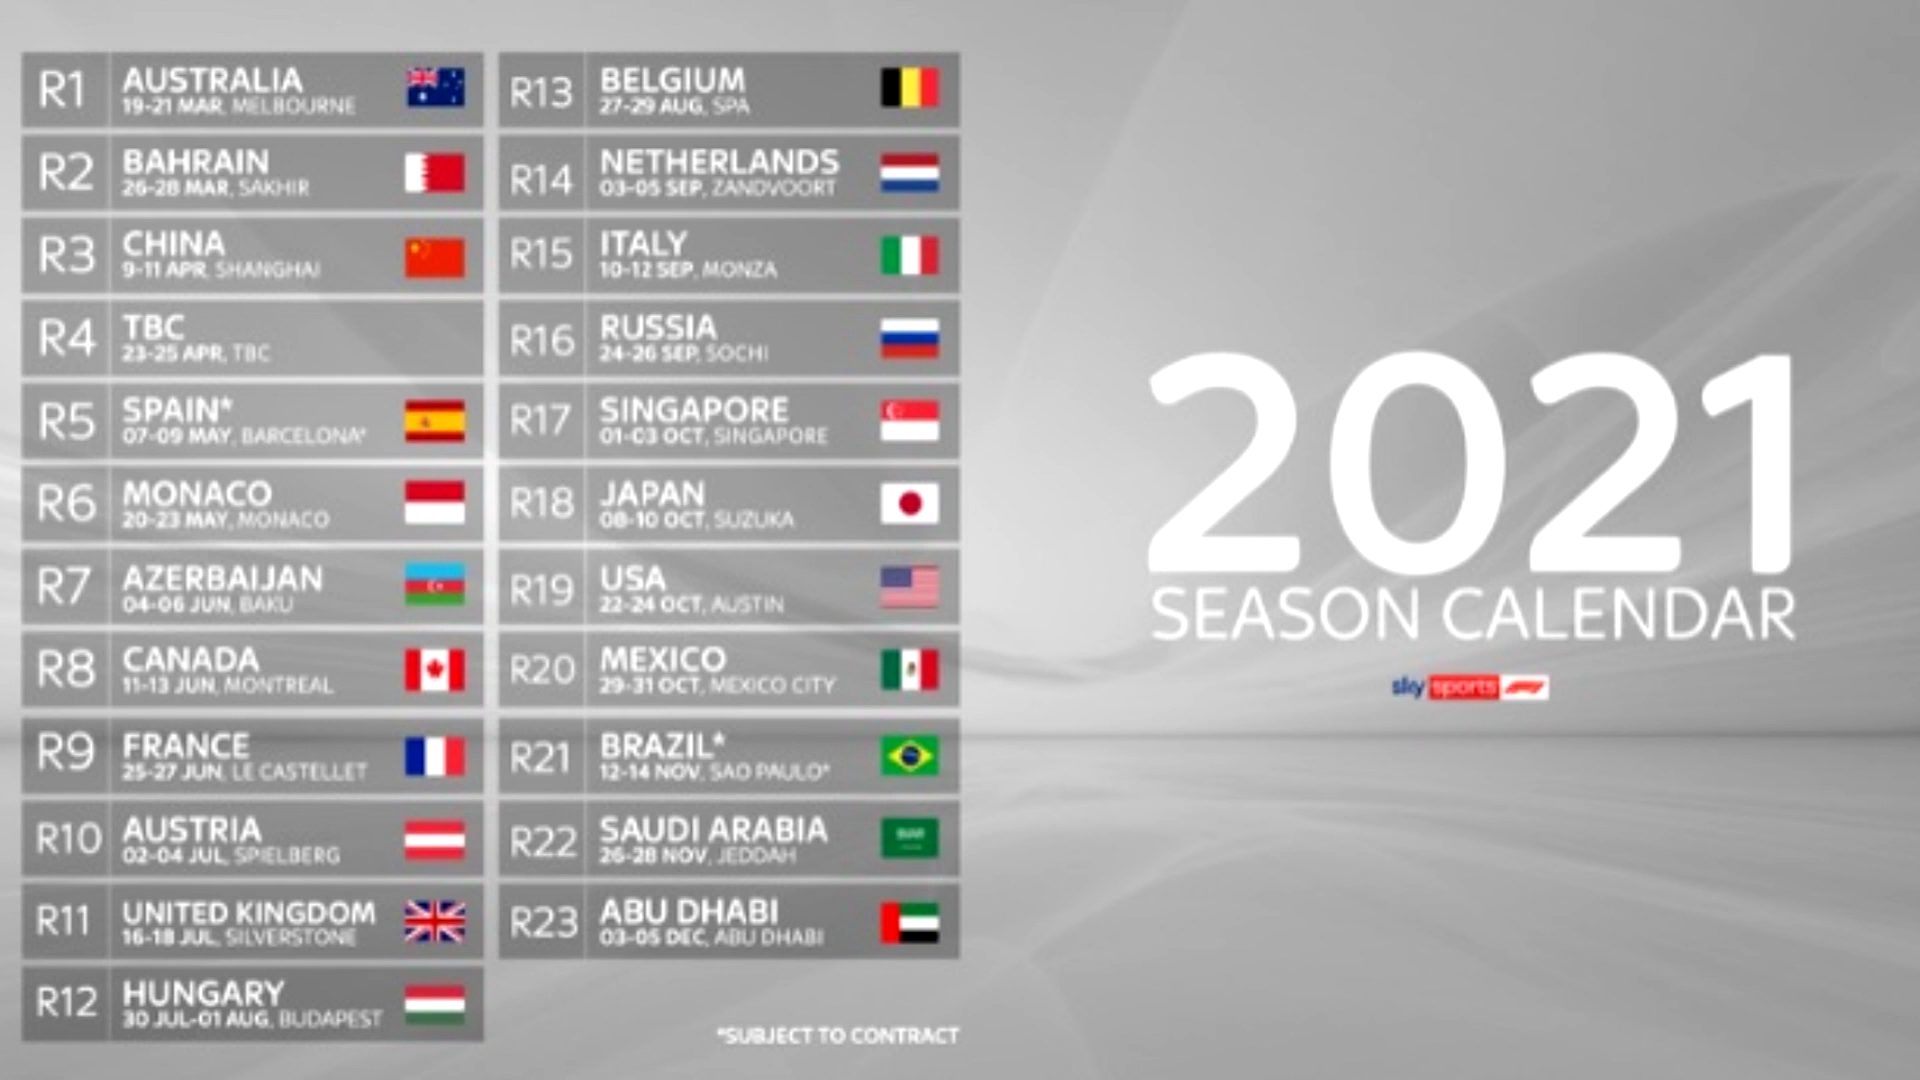 R1
AUSTRALIA
19-21 MAR, MELBOURNE
R2
BAHRAIN
26-28 MAR, SAKHIR
R3
CHINA
9-11 APR, SHANGHAI
R4
TBC
23-25 APR, TBC
R5
SPAIN*
07-09 MAY, BARCELONA*
R6
MONACO
20-23 MAY, MONACO
R7
AZERBAIJAN
04-06 JUN, BAKU
R8
CANADA
11-13 JUN, MONTREAL
R9
FRANCE
25-27 JUN, LE CASTELLET
R10
AUSTRIA
02-04 JUL, SPIELBERG
R11
UNITED KINGDOM
16-18 JUL, SILVERSTONE
R12
HUNGARY
30 JUL-01 AUG, BUDAPEST
R13
BELGIUM
27-29 AUG, SPA
R14
NETHERLANDS
03-05 SEP, ZANDVOORT
R15
ITALY
10-12 SEP, MONZA
R16
RUSSIA
24-26 SEP, SOCHI
R17
SINGAPORE
01-03 OCT, SINGAPORE
R18
JAPAN
08-10 OCT, SUZUKA
R19
USA
22-24 OCT, AUSTIN
R20
MEXICO
29-31 OCT, MEXICO CITY
R21
BRAZIL*
12-14 NOV, SAO PAULO*
R22
SAUDI ARABIA
26-28 NOV, JEDDAH
R23
ABU DHABI
03-05 DEC, ABU DHABI
*SUBJECT TO CONTRACT
2021
SEASON CALENDAR
sky sports F1